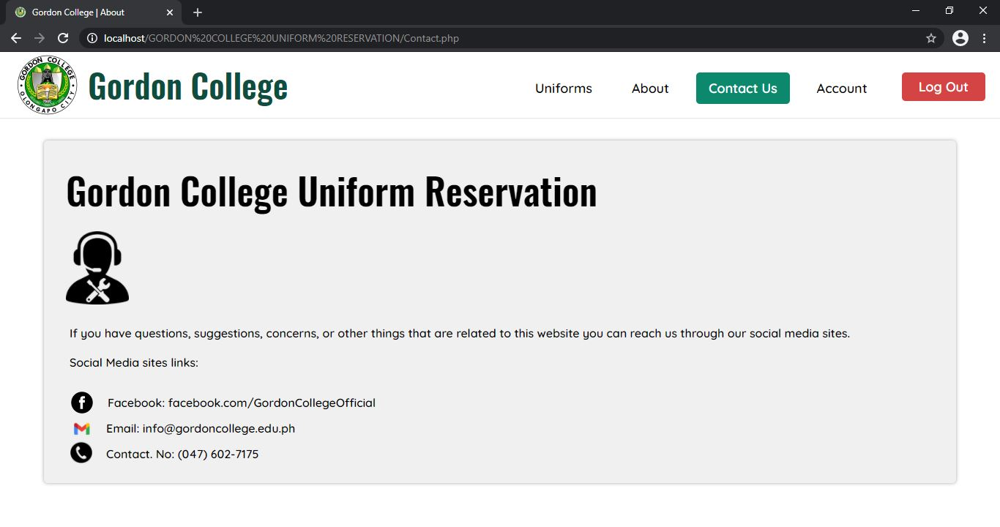 Gordon College | About
localhost/GORDON%20COLLEGE%20UNIFORM%20RESERVATION/Contact.php
GORDON COLLEGE
OLONGAPO CITY
Gordon College
Uniforms
About
Contact Us
Account
Log Out
Gordon College Uniform Reservation
If you have questions, suggestions, concerns, or other things that are related to this website you can reach us through our social media sites.
Social Media sites links:
Facebook: facebook.com/GordonCollegeOfficial
Email: info@gordoncollege.edu.ph
Contact. No: (047) 602-7175